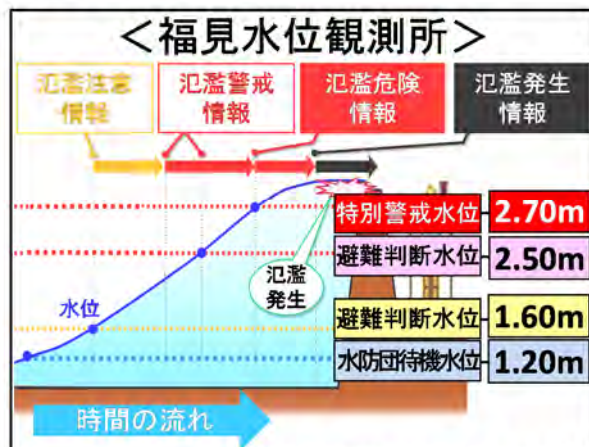 ＜福見水位観測所＞
氾濫注意
情報
氾濫警戒
情報
氾濫危険
情報
氾濫発生
情報
特別警戒水位 2.70m
避難判断水位 2.50m
氾濫
発生
水位
避難判断水位 1.60m
水防団待機水位 1.20m
時間の流れ